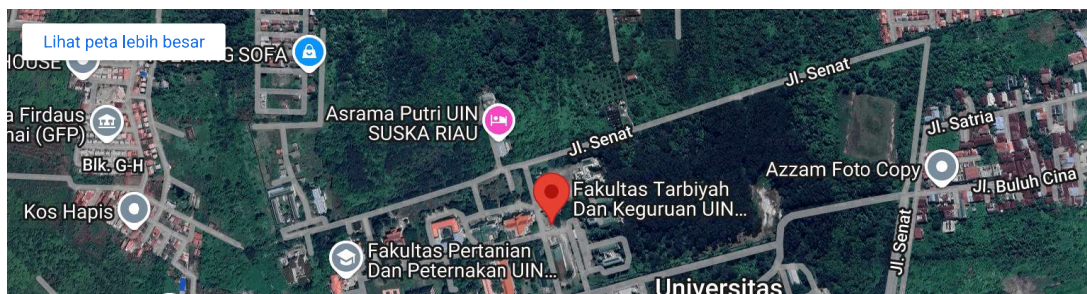 Lihat peta lebih besar
HOUSE
G SOFA
a Firdaus
nai (GFP)
Blk. G-H
Kos Hapis
Asrama Putri UIN
SUSKA RIAU
Jl. Senat
Jl. Senat
Fakultas Tarbiyah
Dan Keguruan UIN...
Fakultas Pertanian
Dan Peternakan UIN...
Universitas
Azzam Foto Copy
Jl. Satria
Jl. Buluh Cina
Jl. Senat